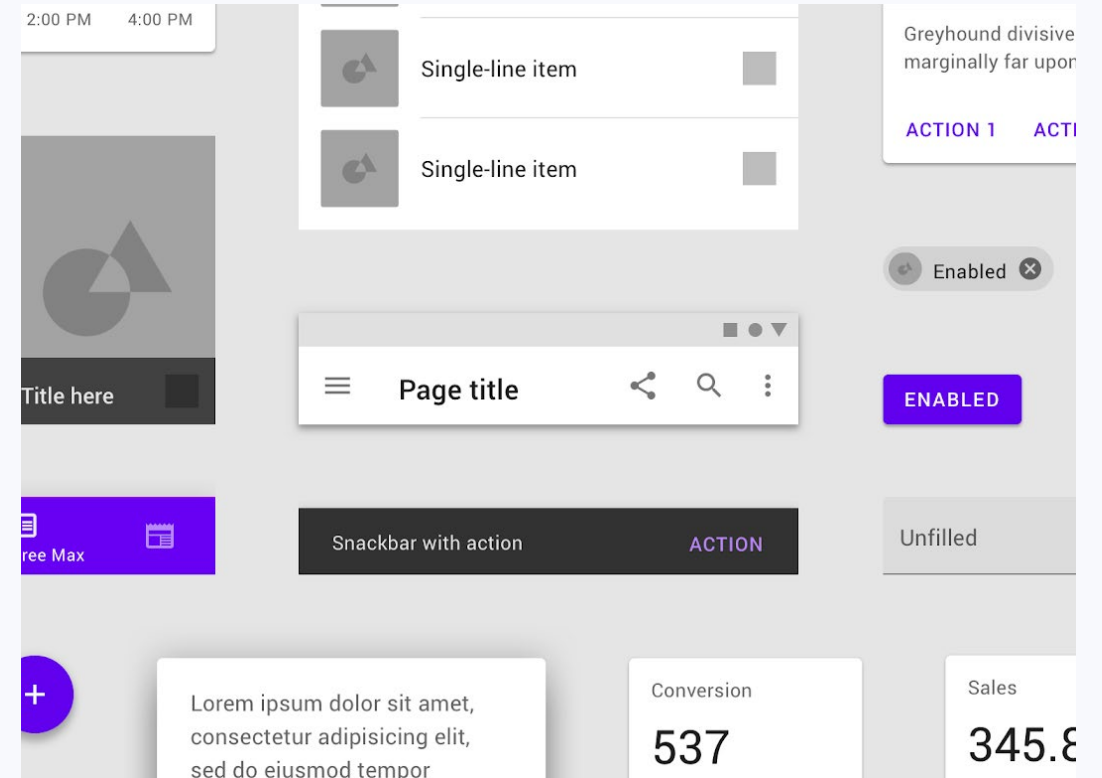 2:00 PM 4:00 PM
Single-line item
Single-line item
Greyhound divisive
marginally far upon
ACTION 1
Enabled
Title here
Page title
ENABLED
Max
Snackbar with action ACTION
Unfilled
Lorem ipsum dolor sit amet,
consectetur adipisicing elit,
sed do eiusmod tempor
Conversion
537
Sales
345.8